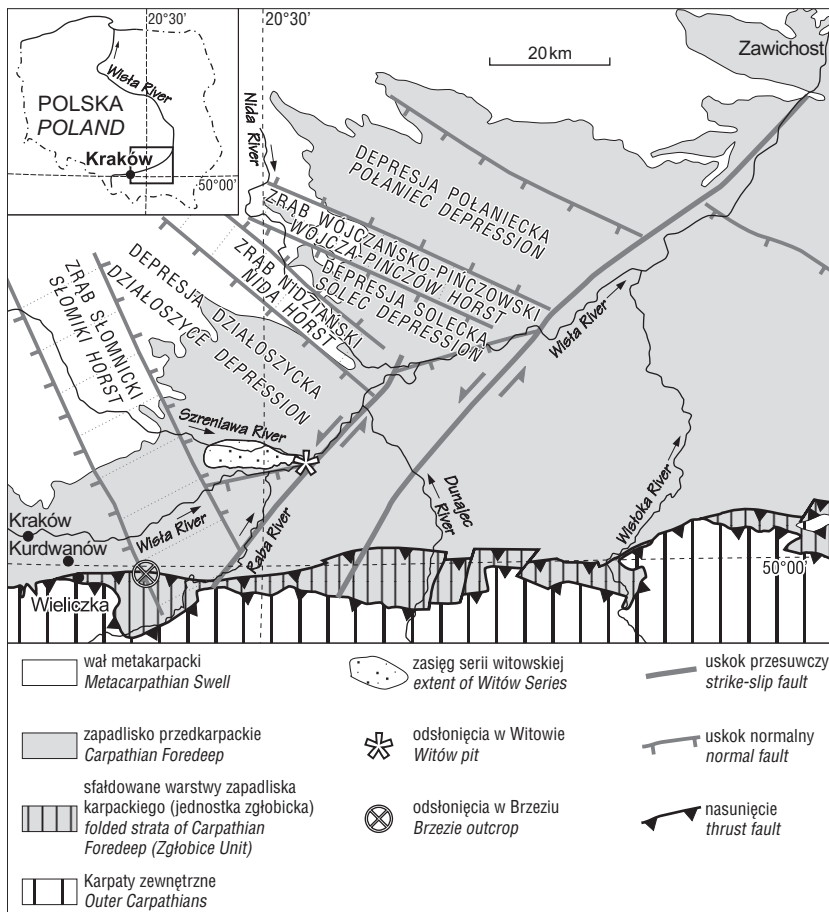 20°30'
20°30'
Wisła River
POLSKA
POLAND
Kraków
50°00'
20 km
Zawichost
Nida River
DEPRESJA POŁANIECKA
POŁANIEC DEPRESSION
ZRĄB WÓJCZAŃSKO-PIŃCZOWSKI
WÓJCZA-PIŃCZÓW HORST
DEPRESJA SOLECKA
SOLEC DEPRESSION
ZRĄB NIDZIAŃSKI
NIDA HORST
DEPRESJA DZIAŁOSZYCKA
DZIAŁOSZYCE DEPRESSION
ZRĄB SŁOMNICKI
SŁOMIKI HORST
Wisła River
Szreniawa River
Dunajec River
Wistoka River
Raba River
Wisła River
Kraków
Kurdwanów
Wieliczka
50°00'
wał metakarpacki
Metacarpathian Swell
zapadlisko przedkarpackie
Carpathian Foredeep
sfałdowane warstwy zapadliska
karpackiego (jednostka zgłobicka)
folded strata of Carpathian
Foredeep (Zgłobice Unit)
Karpaty zewnętrzne
Outer Carpathians
zasięg serii witowskiej
extent of Witów Series
odsłonięcia w Witowie
Witów pit
odsłonięcia w Brzeziu
Brzezie outcrop
uskok przesuwczy
strike-slip fault
uskok normalny
normal fault
nasunięcie
thrust fault